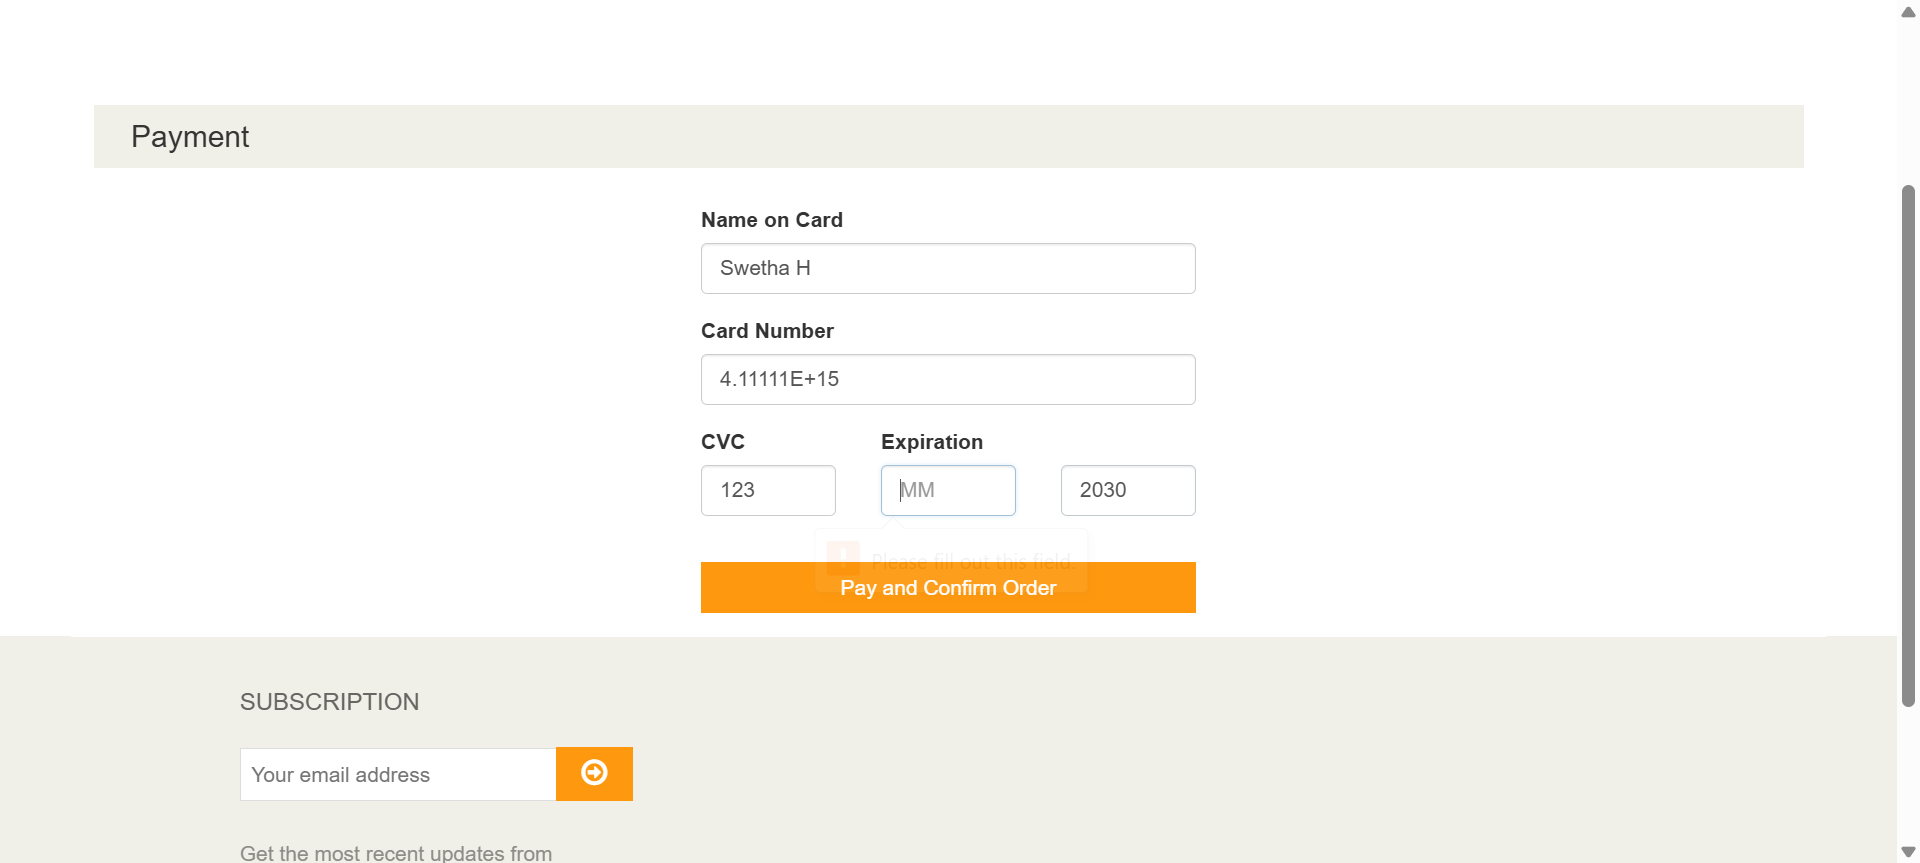 Payment
Name on Card
Swetha H
Card Number
4.11111E+15
CVC
Expiration
123
MM
2030
Please fill out this field.
Pay and Confirm Order
SUBSCRIPTION
Your email address
Get the most recent updates from